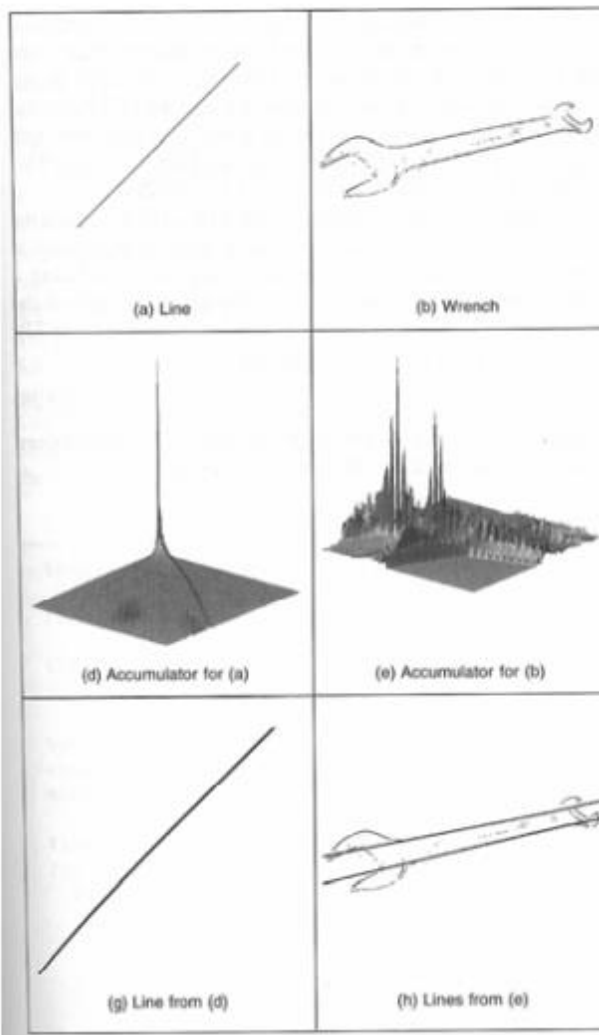 (a) Line
(b) Wrench
(d) Accumulator for (a)
(e) Accumulator for (b)
(g) Line from (d)
(h) Lines from (e)